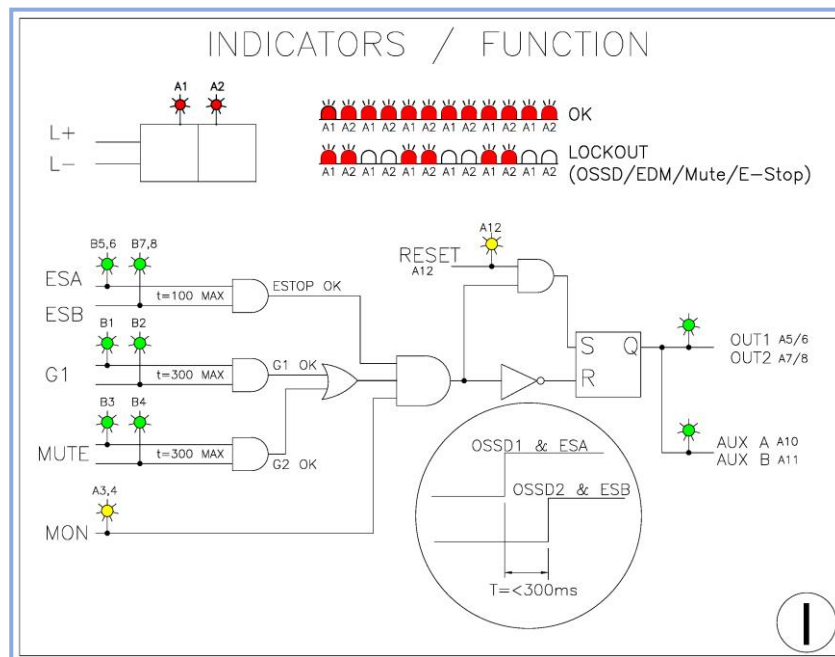 INDICATORS / FUNCTION
A1 A2
L+
L-
A1 A2 A1 A2 A1 A2 A1 A2 A1 A2 A1 A2 OK
A1 A2 A1 A2 A1 A2 A1 A2 A1 A2 A1 A2 LOCKOUT
(OSSD/EDM/Mute/E-Stop)
B5,6 B7,8
ESA
ESB
t=100 MAX
ESTOP OK
RESET
A12
A12
B1 B2
G1
t=300 MAX
G1 OK
S Q
R
OUT1 A5/6
OUT2 A7/8
B3 B4
MUTE
t=300 MAX
G2 OK
AUX A A10
AUX B A11
A3,4
MON
OSSD1 & ESA
OSSD2 & ESB
T=<300ms
I